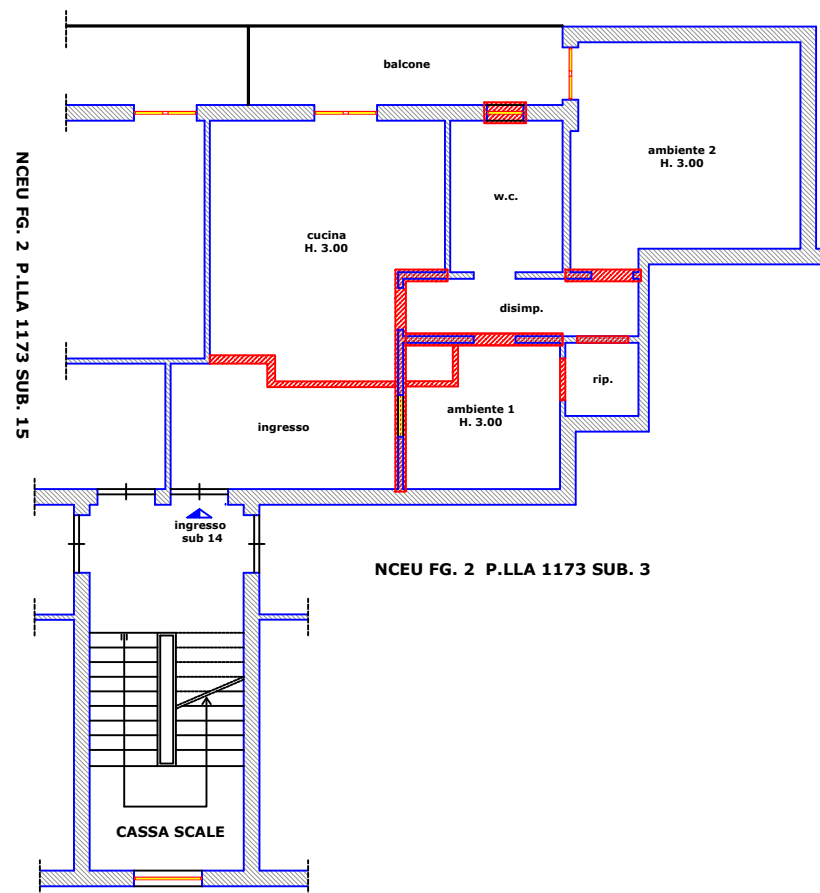 balcone
ambiente 2
H. 3.00
w.c.
cucina
H. 3.00
disimp.
rip.
ambiente 1
H. 3.00
ingresso
NCEU FG. 2 P.LLA 1173 SUB. 15
ingresso
sub 14
NCEU FG. 2 P.LLA 1173 SUB. 3
CASSA SCALE